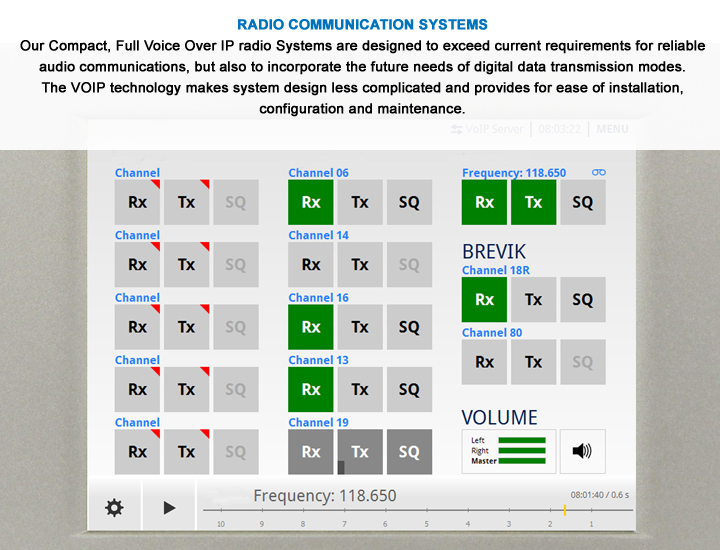 RADIO COMMUNICATION SYSTEMS
Our Compact, Full Voice Over IP radio Systems are designed to exceed current requirements for reliable
audio communications, but also to incorporate the future needs of digital data transmission modes.
The VOIP technology makes system design less complicated and provides for ease of installation,
configuration and maintenance.
VoIP Server | 08:03:22 | MENU
Channel
Rx Tx SQ
Channel
Rx Tx SQ
Channel
Rx Tx SQ
Channel
Rx Tx SQ
Channel
Rx Tx SQ
Channel 06
Rx Tx SQ
Channel 14
Rx Tx SQ
Channel 16
Rx Tx SQ
Channel 13
Rx Tx SQ
Channel 19
Rx Tx SQ
Frequency: 118.650
Rx Tx SQ
BREVIK
Channel 18R
Rx Tx SQ
Channel 80
Rx Tx SQ
VOLUME
Left
Right
Master
Frequency: 118.650
08:01:40 / 0.6 s
10 9 8 7 6 5 4 3 2 1